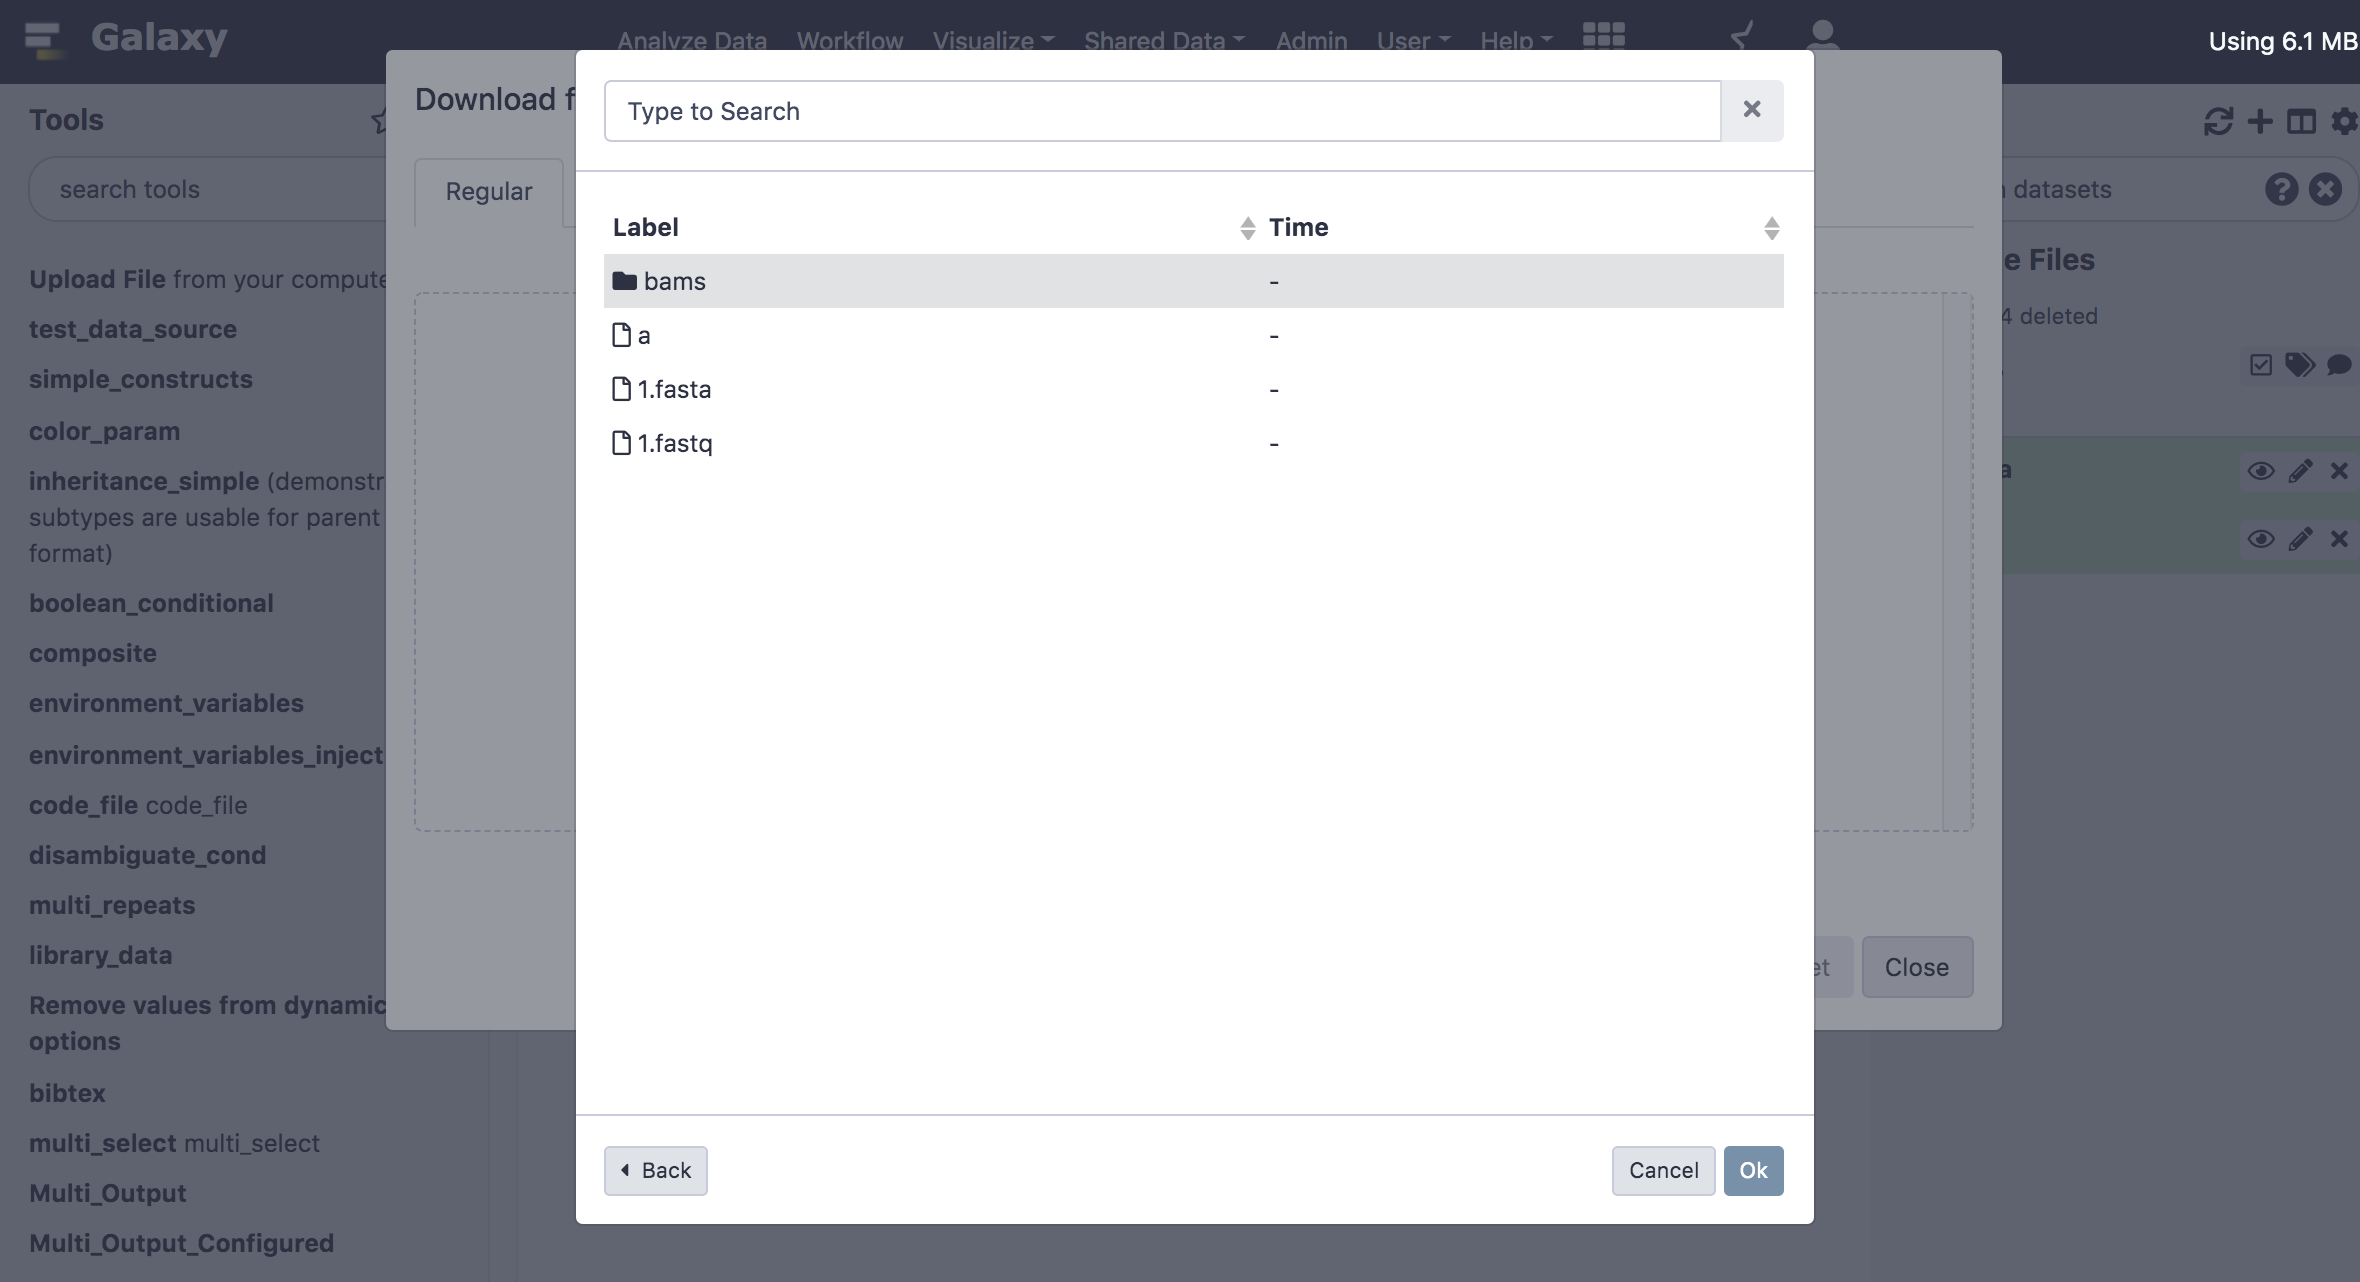 Galaxy
Analyze Data Workflow Visualize Shared Data Admin User Help
Using 6.1 MB
Tools
search tools
Upload File from your compute
test_data_source
simple_constructs
color_param
inheritance_simple (demonstr
subtypes are usable for parent
format)
boolean_conditional
composite
environment_variables
environment_variables_inject
code_file code_file
disambiguate_cond
multi_repeats
library_data
Remove values from dynamic
options
bibtex
multi_select multi_select
Multi_Output
Multi_Output_Configured
Download f
Regular
Type to Search
Label Time
bams -
a -
1.fasta -
1.fastq -
Back
Cancel
Ok
et
Close
datasets
e Files
4 deleted
a